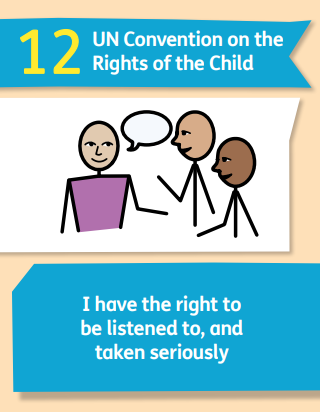 12
UN Convention on the
Rights of the Child
I have the right to
be listened to, and
taken seriously